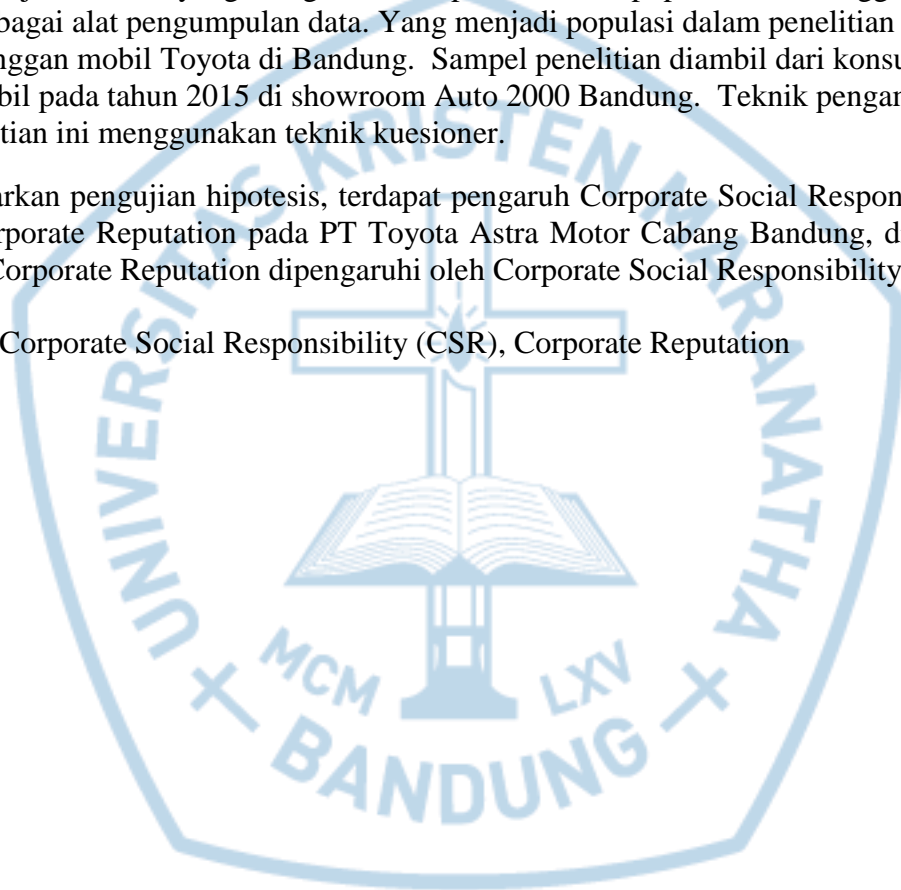 bagai alat pengumpulan data. Yang menjadi populasi dalam penelitian
nggan mobil Toyota di Bandung. Sampel penelitian diambil dari konsu
bil pada tahun 2015 di showroom Auto 2000 Bandung. Teknik pengam
itian ini menggunakan teknik kuesioner.
arkan pengujian hipotesis, terdapat pengaruh Corporate Social Respon
rporate Reputation pada PT Toyota Astra Motor Cabang Bandung, d
Corporate Reputation dipengaruhi oleh Corporate Social Responsibility
Corporate Social Responsibility (CSR), Corporate Reputation
UNIVERSITAS KRISTEN MARANATHA
MCM LXV
BANDUNG